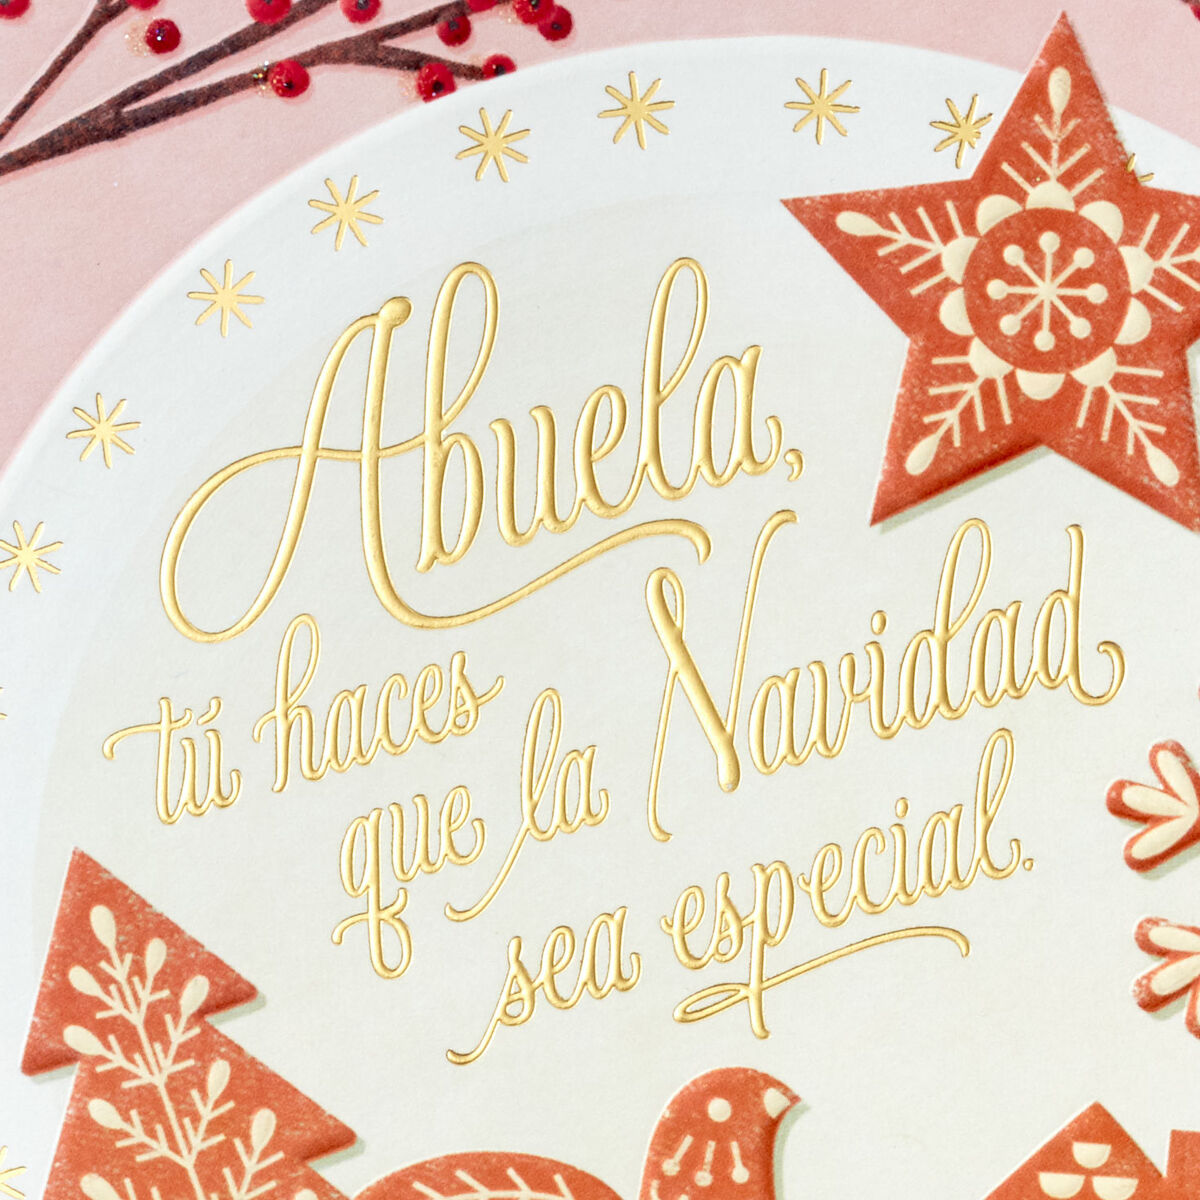 Abuela,
tú haces
que la Navidad
sea especial.